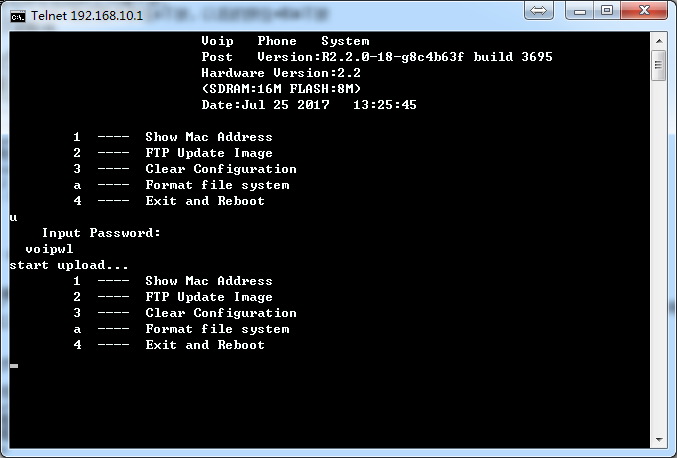 Telnet 192.168.10.1
Voip Phone System
Post Version:R2.2.0-18-g8c4b63f build 3695
Hardware Version:2.2
(SDRAM:16M FLASH:8M)
Date:Jul 25 2017 13:25:45
1 ---- Show Mac Address
2 ---- FTP Update Image
3 ---- Clear Configuration
a ---- Format file system
4 ---- Exit and Reboot
u
Input Password:
voipwl
start upload...
1 ---- Show Mac Address
2 ---- FTP Update Image
3 ---- Clear Configuration
a ---- Format file system
4 ---- Exit and Reboot